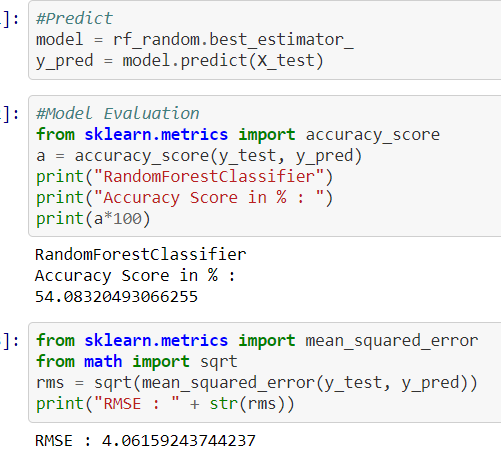 ]: #Predict
model = rf_random.best_estimator_
y_pred = model.predict(X_test)
]: #Model Evaluation
from sklearn.metrics import accuracy_score
a = accuracy_score(y_test, y_pred)
print("RandomForestClassifier")
print("Accuracy Score in % : ")
print(a*100)
RandomForestClassifier
Accuracy Score in % :
54.08320493066255
]: from sklearn.metrics import mean_squared_error
from math import sqrt
rms = sqrt(mean_squared_error(y_test, y_pred))
print("RMSE : " + str(rms))
RMSE : 4.06159243744237